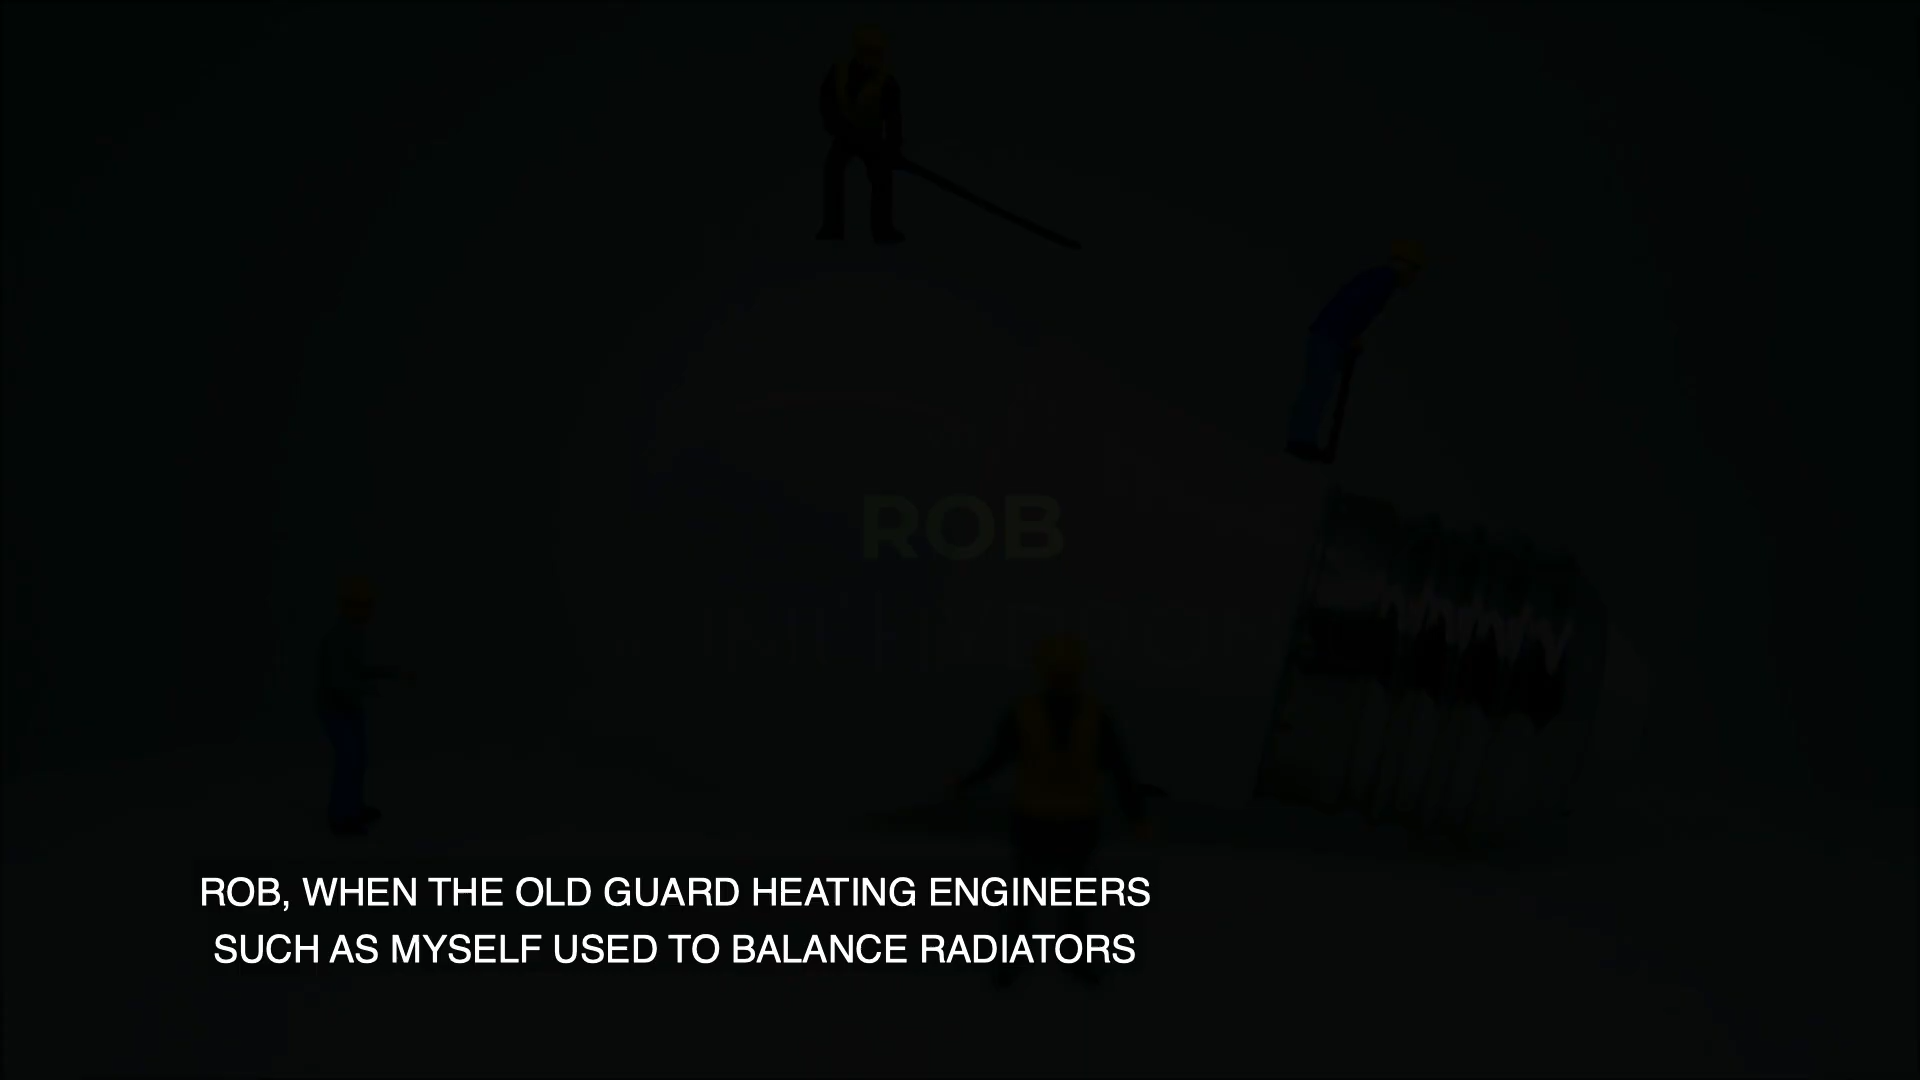 ROB
ROB, WHEN THE OLD GUARD HEATING ENGINEERS
SUCH AS MYSELF USED TO BALANCE RADIATORS